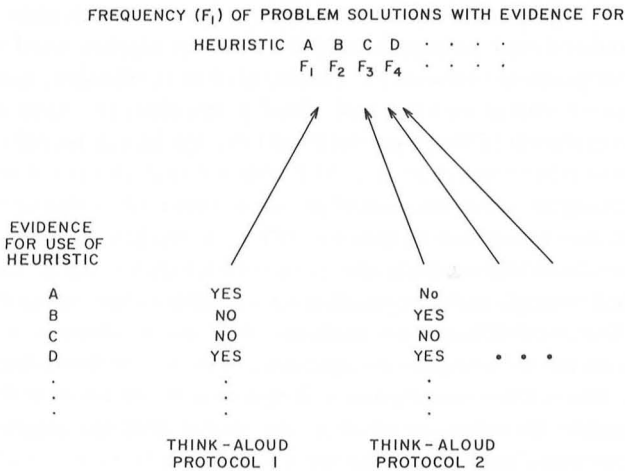 FREQUENCY (F₁) OF PROBLEM SOLUTIONS WITH EVIDENCE FOR
HEURISTIC A B C D · · · ·
F₁ F₂ F₃ F₄ · · · ·
EVIDENCE
FOR USE OF
HEURISTIC
A YES No
B NO YES
C NO NO
D YES YES • • •
· · ·
· · ·
· · ·
THINK-ALOUD THINK-ALOUD
PROTOCOL 1 PROTOCOL 2